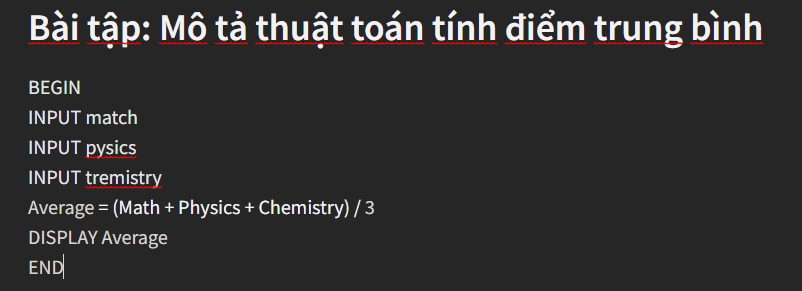 Bài tập: Mô tả thuật toán tính điểm trung bình
BEGIN
INPUT match
INPUT pysics
INPUT tremistry
Average = (Math + Physics + Chemistry) / 3
DISPLAY Average
END